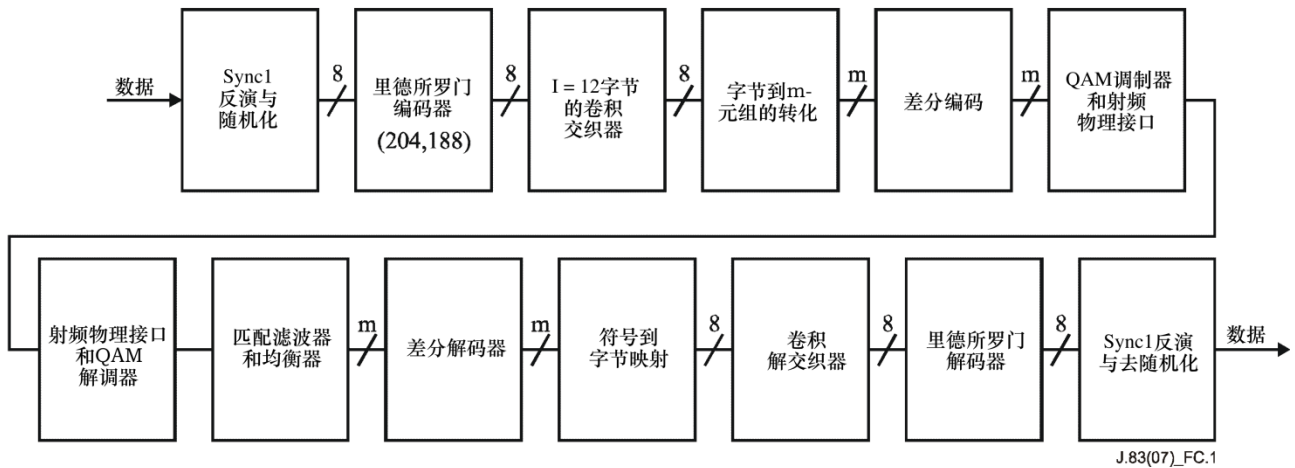 数据
Sync1
反演与
随机化
8
里德所罗门
编码器
(204,188)
8
I = 12字节
的卷积
交织器
8
字节到m-
元组的转化
m
差分编码
m
QAM调制器
和射频
物理接口
射频物理接口
和QAM
解调器
匹配滤波器
和均衡器
m
差分解码器
m
符号到
字节映射
8
卷积
解交织器
8
里德所罗门
解码器
8
Sync1反演
与去随机化
数据
J.83(07)_FC.1